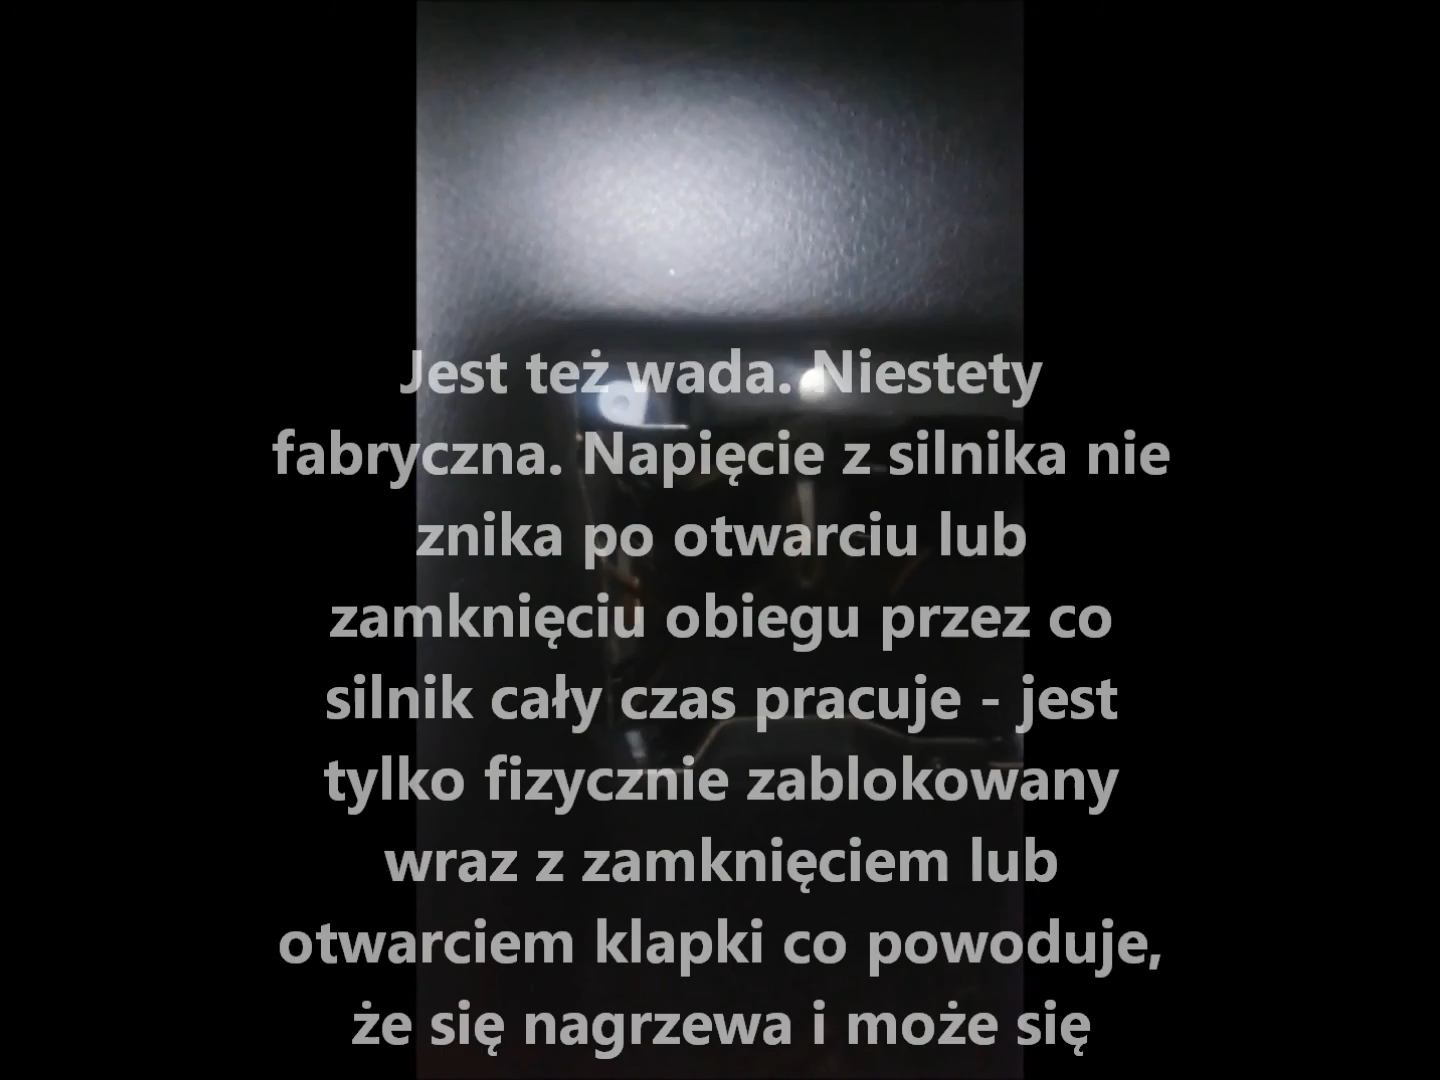 Jest też wada. Niestety
fabryczna. Napięcie z silnika nie
znika po otwarciu lub
zamknięciu obiegu przez co
silnik cały czas pracuje - jest
tylko fizycznie zablokowany
wraz z zamknięciem lub
otwarciem klapki co powoduje,
że się nagrzewa i może się